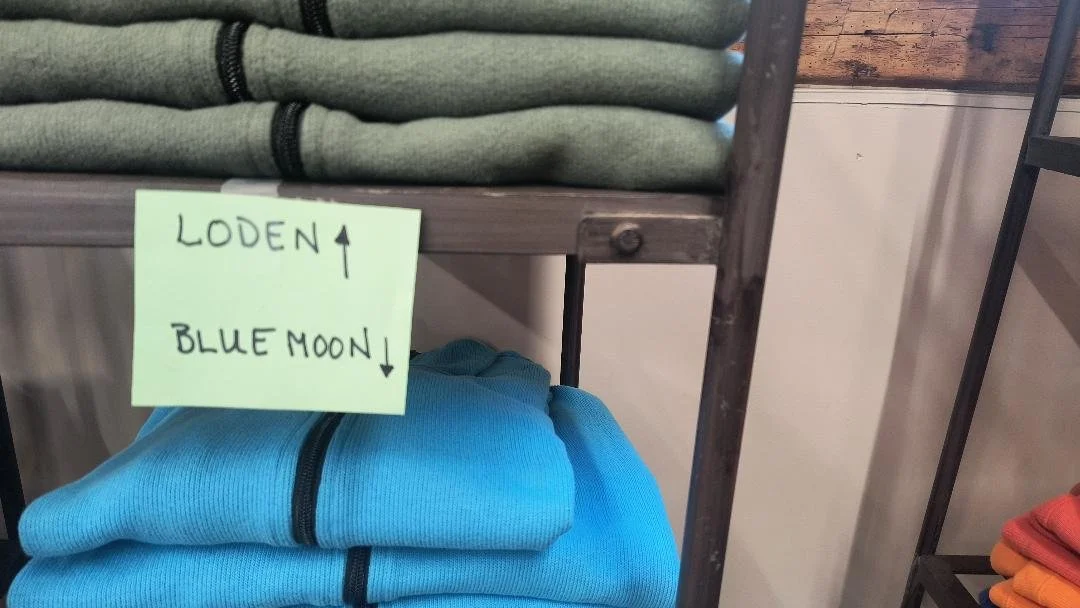 LODEN ↑
BLUE MOON ↓